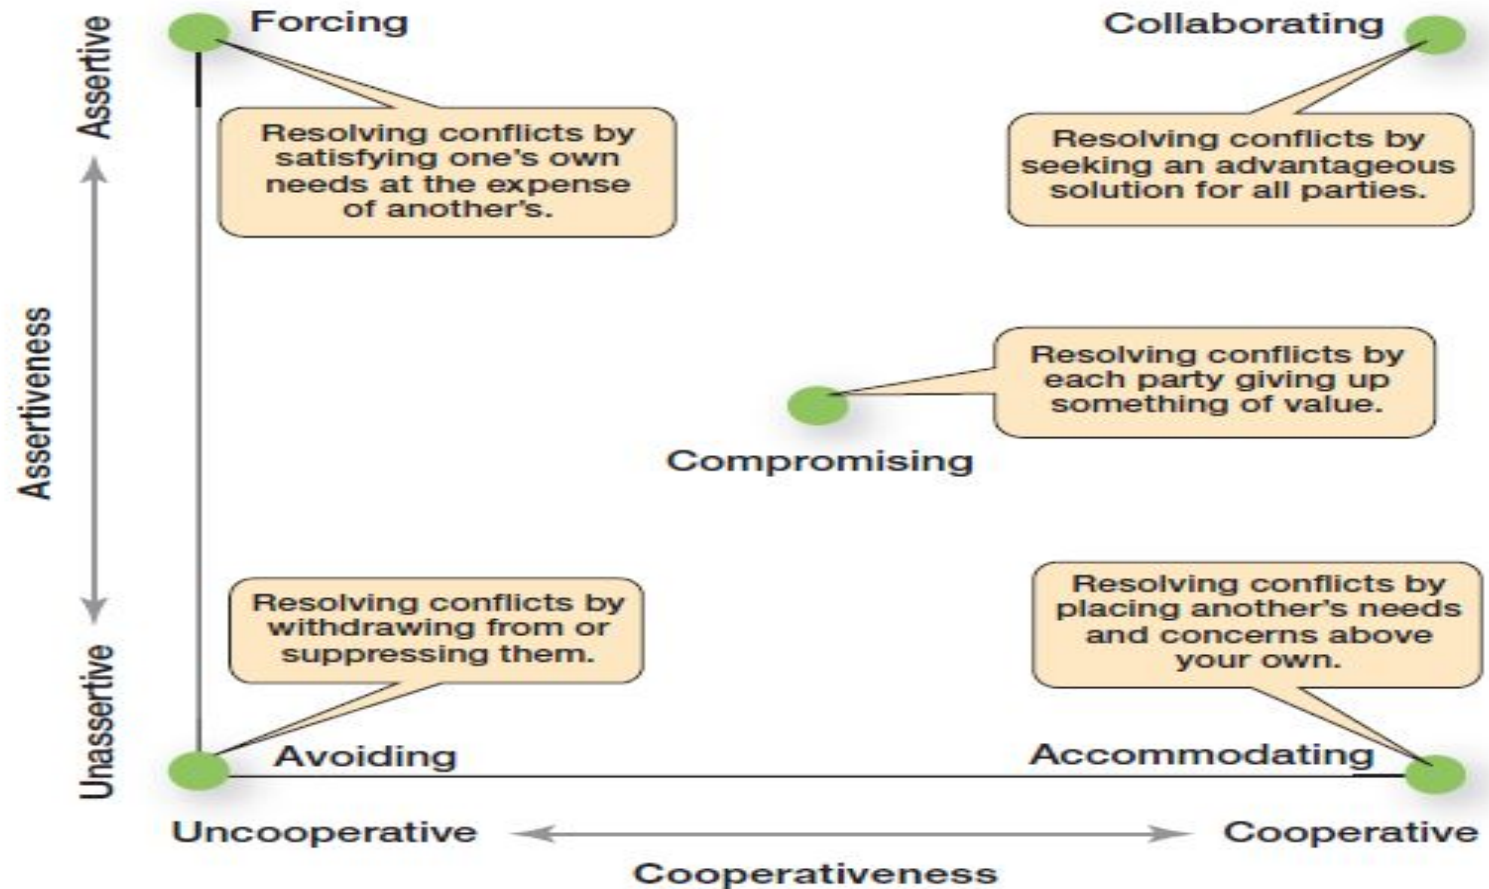 Forcing
Collaborating
Assertive
Resolving conflicts by
satisfying one's own
needs at the expense
of another's.
Resolving conflicts by
seeking an advantageous
solution for all parties.
Assertiveness
Resolving conflicts by
each party giving up
something of value.
Compromising
Resolving conflicts by
withdrawing from or
suppressing them.
Resolving conflicts by
placing another's needs
and concerns above
your own.
Unassertive
Avoiding
Accommodating
Uncooperative
Cooperative
Cooperativeness